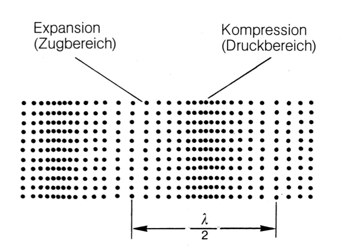 Expansion
(Zugbereich)
Kompression
(Druckbereich)
λ
2